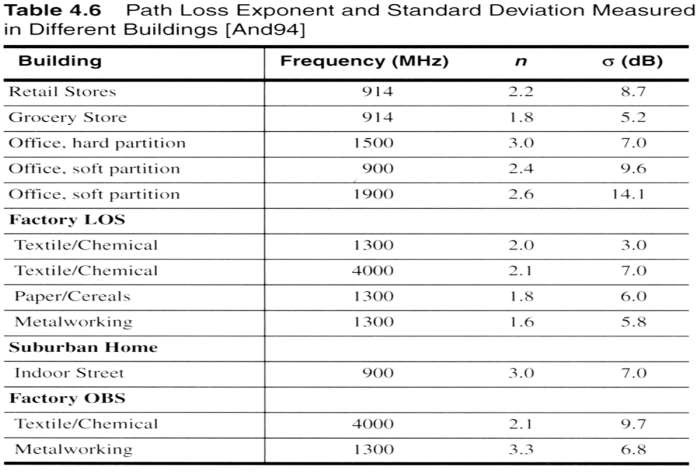 Table 4.6 Path Loss Exponent and Standard Deviation Measured
in Different Buildings [And94]
Building Frequency (MHz) n σ (dB)
Retail Stores 914 2.2 8.7
Grocery Store 914 1.8 5.2
Office, hard partition 1500 3.0 7.0
Office, soft partition 900 2.4 9.6
Office, soft partition 1900 2.6 14.1
Factory LOS
Textile/Chemical 1300 2.0 3.0
Textile/Chemical 4000 2.1 7.0
Paper/Cereals 1300 1.8 6.0
Metalworking 1300 1.6 5.8
Suburban Home
Indoor Street 900 3.0 7.0
Factory OBS
Textile/Chemical 4000 2.1 9.7
Metalworking 1300 3.3 6.8